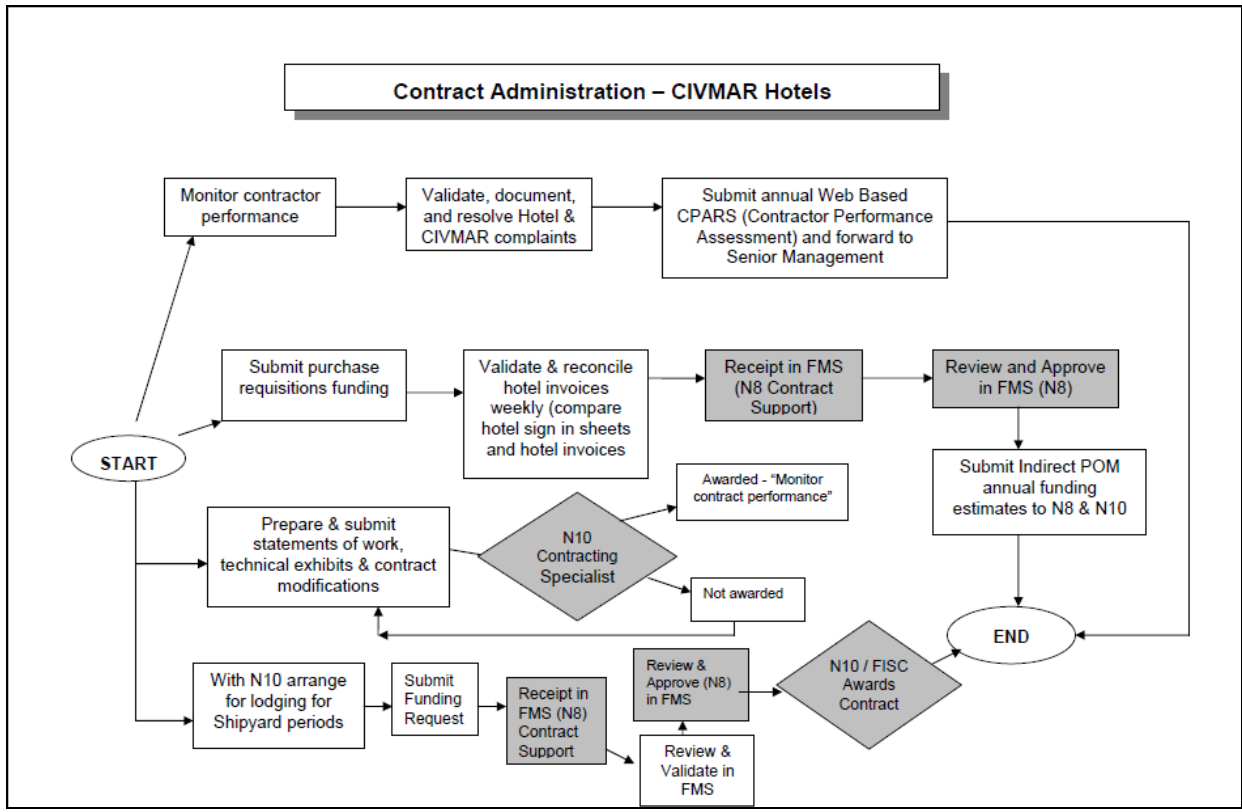 Contract Administration – CIVMAR Hotels
Monitor contractor
performance
Validate, document,
and resolve Hotel &
CIVMAR complaints
Submit annual Web Based
CPARS (Contractor Performance
Assessment) and forward to
Senior Management
Submit purchase
requisitions funding
Validate & reconcile
hotel invoices
weekly (compare
hotel sign in sheets
and hotel invoices
Receipt in FMS
(N8 Contract
Support)
Review and Approve
in FMS (N8)
START
Submit Indirect POM
annual funding
estimates to N8 & N10
Prepare & submit
statements of work,
technical exhibits & contract
modifications
N10
Contracting
Specialist
Awarded - “Monitor
contract performance”
Not awarded
END
With N10 arrange
for lodging for
Shipyard periods
Submit
Funding
Request
Receipt in
FMS (N8)
Contract
Support
Review &
Approve (N8)
in FMS
Review &
Validate in
FMS
N10 / FISC
Awards
Contract